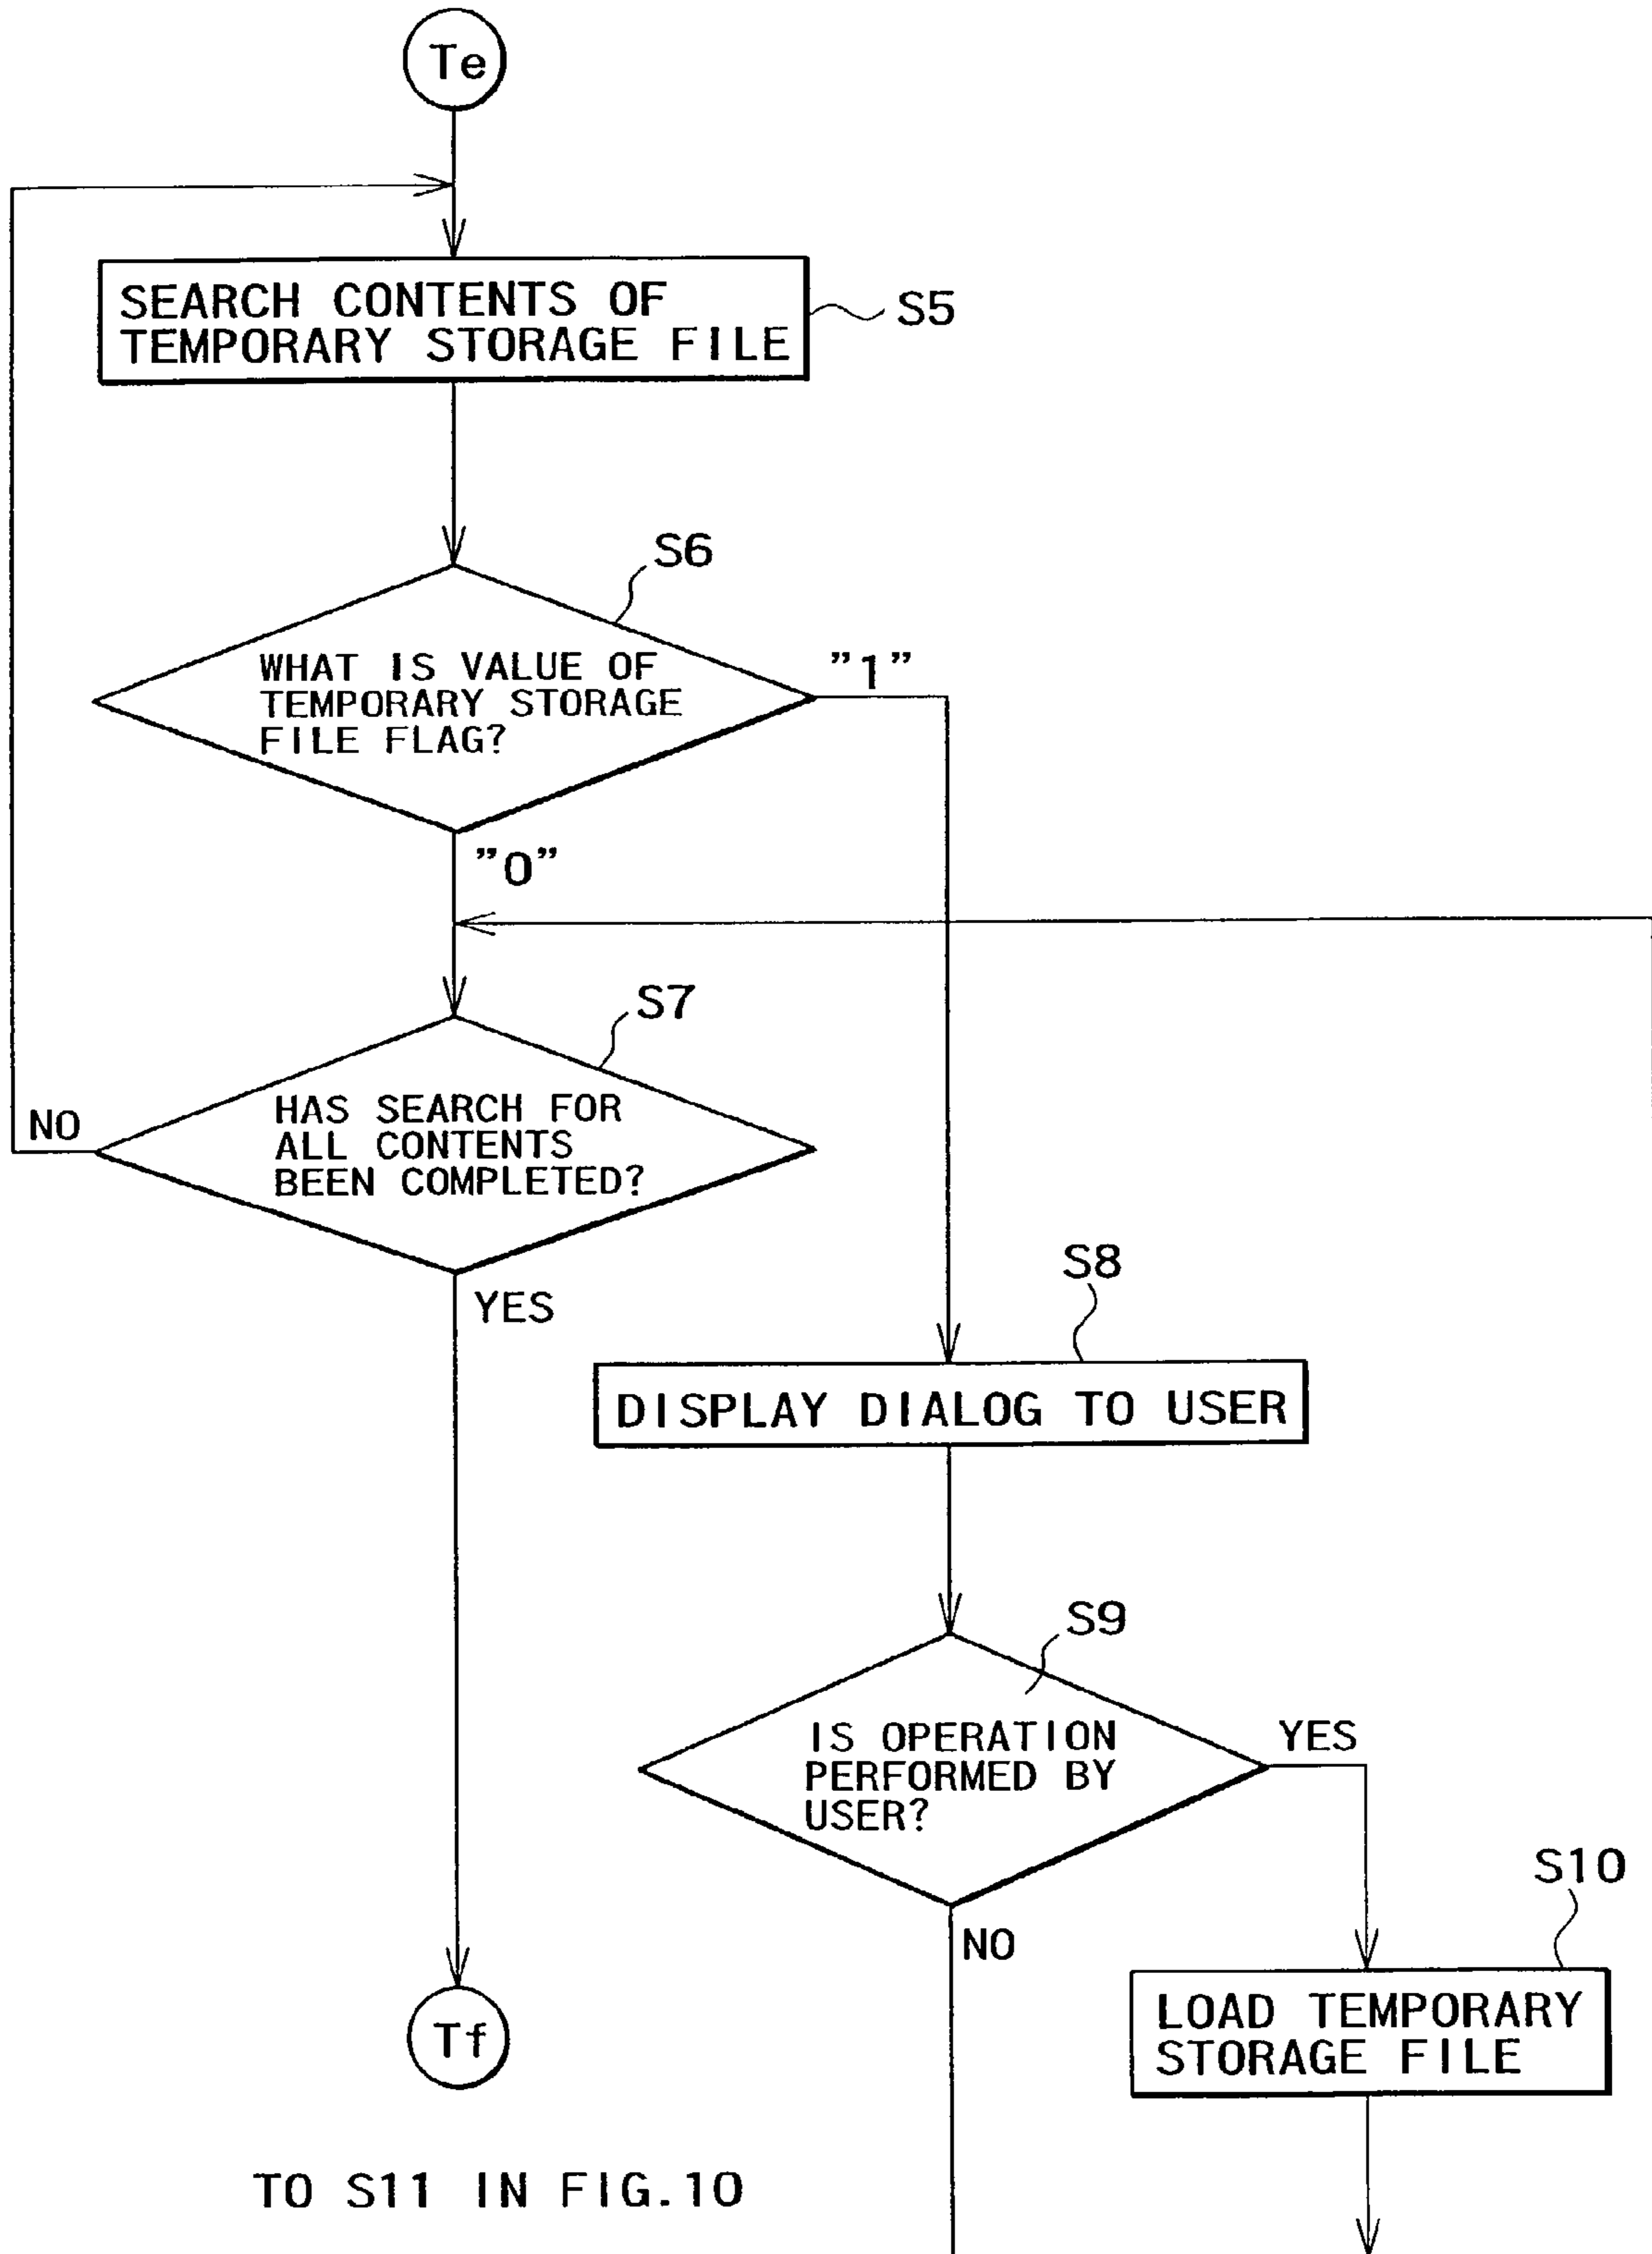 Te
SEARCH CONTENTS OF
TEMPORARY STORAGE FILE
S5
S6
WHAT IS VALUE OF
TEMPORARY STORAGE
FILE FLAG?
"1"
"0"
S7
HAS SEARCH FOR
ALL CONTENTS
BEEN COMPLETED?
NO
YES
S8
DISPLAY DIALOG TO USER
S9
IS OPERATION
PERFORMED BY
USER?
YES
NO
S10
LOAD TEMPORARY
STORAGE FILE
Tf
TO S11 IN FIG.10